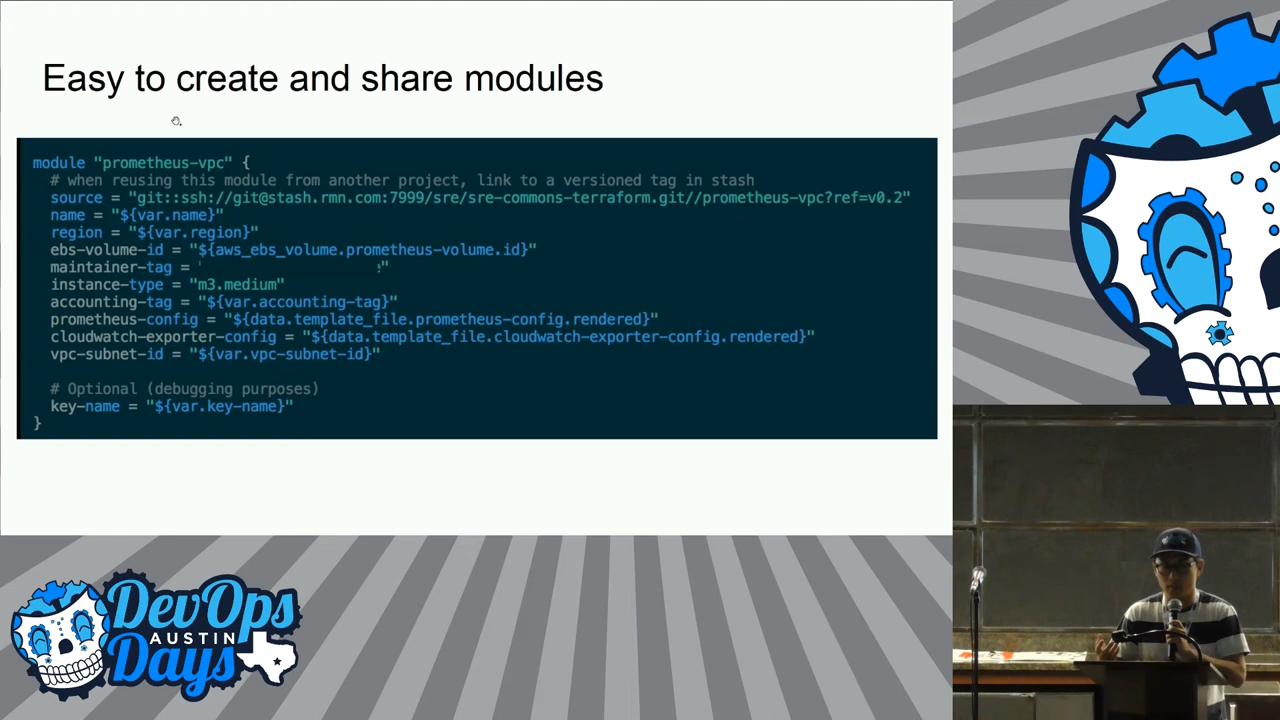 Easy to create and share modules
module "prometheus-vpc" {
# when reusing this module from another project, link to a versioned tag in stash
source = "git::ssh://git@stash.rmn.com:7999/sre/sre-commons-terraform.git//prometheus-vpc?ref=v0.2"
name = "${var.name}"
region = "${var.region}"
ebs-volume-id = "${aws_ebs_volume.prometheus-volume.id}"
maintainer-tag = ' :"
instance-type = "m3.medium"
accounting-tag = "${var.accounting-tag}"
prometheus-config = "${data.template_file.prometheus-config.rendered}"
cloudwatch-exporter-config = "${data.template_file.cloudwatch-exporter-config.rendered}"
vpc-subnet-id = "${var.vpc-subnet-id}"
# Optional (debugging purposes)
key-name = "${var.key-name}"
}
DevOps
AUSTIN
Days